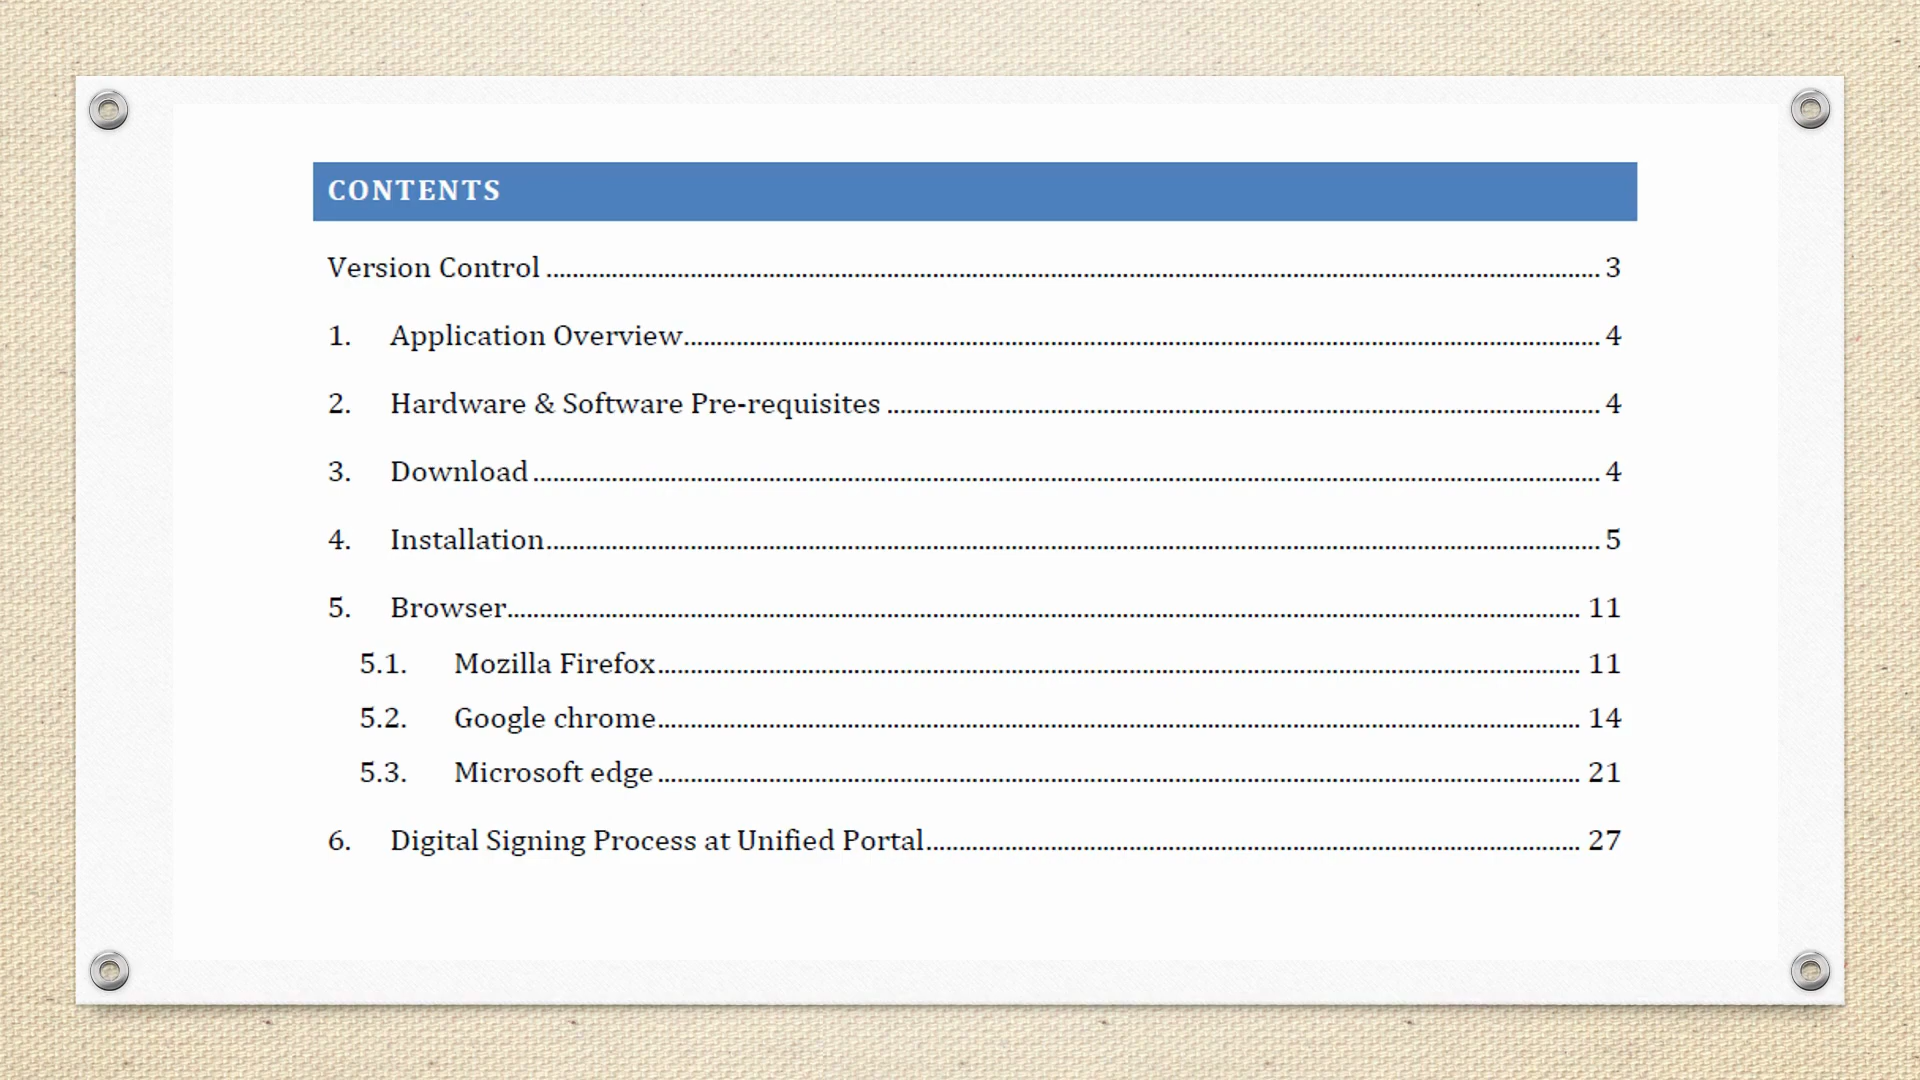 CONTENTS
Version Control ........ 3
1. Application Overview........ 4
2. Hardware & Software Pre-requisites ........ 4
3. Download ........ 4
4. Installation........ 5
5. Browser........ 11
5.1. Mozilla Firefox........ 11
5.2. Google chrome........ 14
5.3. Microsoft edge ........ 21
6. Digital Signing Process at Unified Portal........ 27